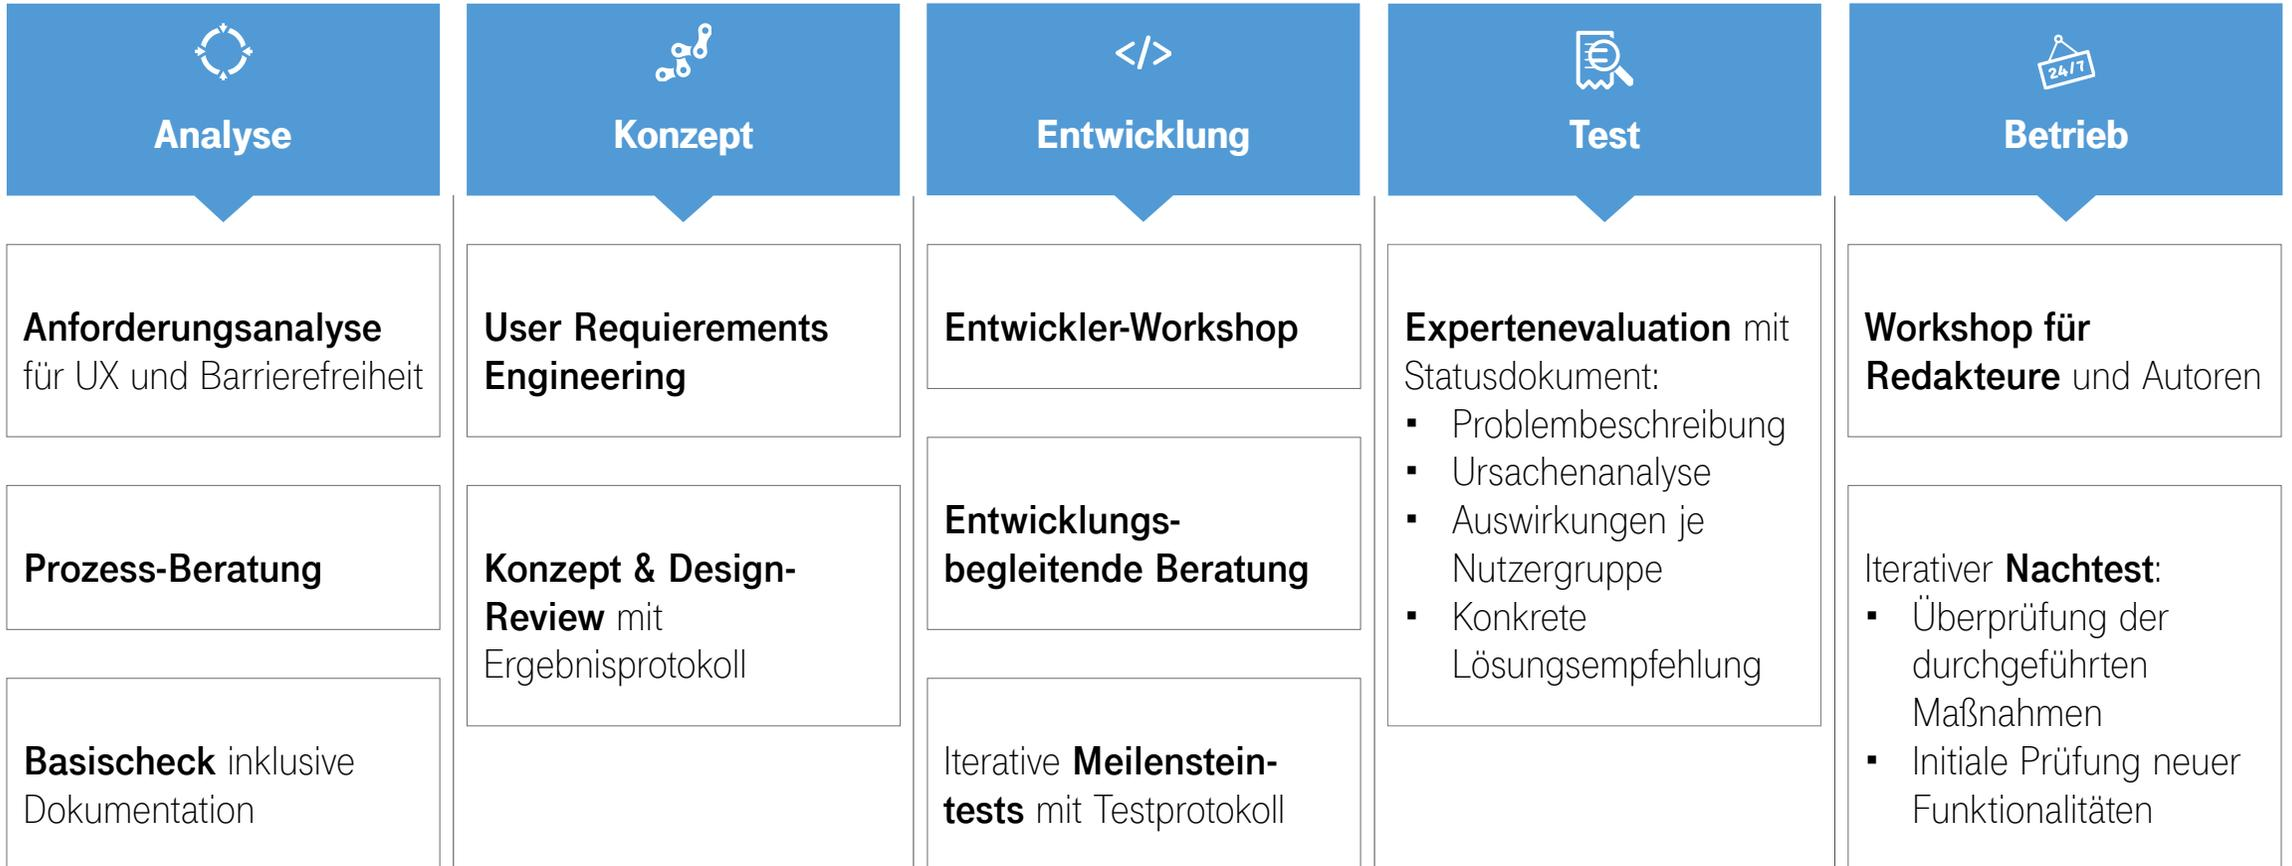 Analyse
Anforderungsanalyse
für UX und Barrierefreiheit
Prozess-Beratung
Basischeck inklusive
Dokumentation
Konzept
User Requierements
Engineering
Konzept & Design-
Review mit
Ergebnisprotokoll
</>
Entwicklung
Entwickler-Workshop
Entwicklungs-
begleitende Beratung
Iterative Meilenstein-
tests mit Testprotokoll
Test
Expertenevaluation mit
Statusdokument:
▪ Problembeschreibung
▪ Ursachenanalyse
▪ Auswirkungen je
Nutzergruppe
▪ Konkrete
Lösungsempfehlung
24/7
Betrieb
Workshop für
Redakteure und Autoren
Iterativer Nachtest:
▪ Überprüfung der
durchgeführten
Maßnahmen
▪ Initiale Prüfung neuer
Funktionalitäten